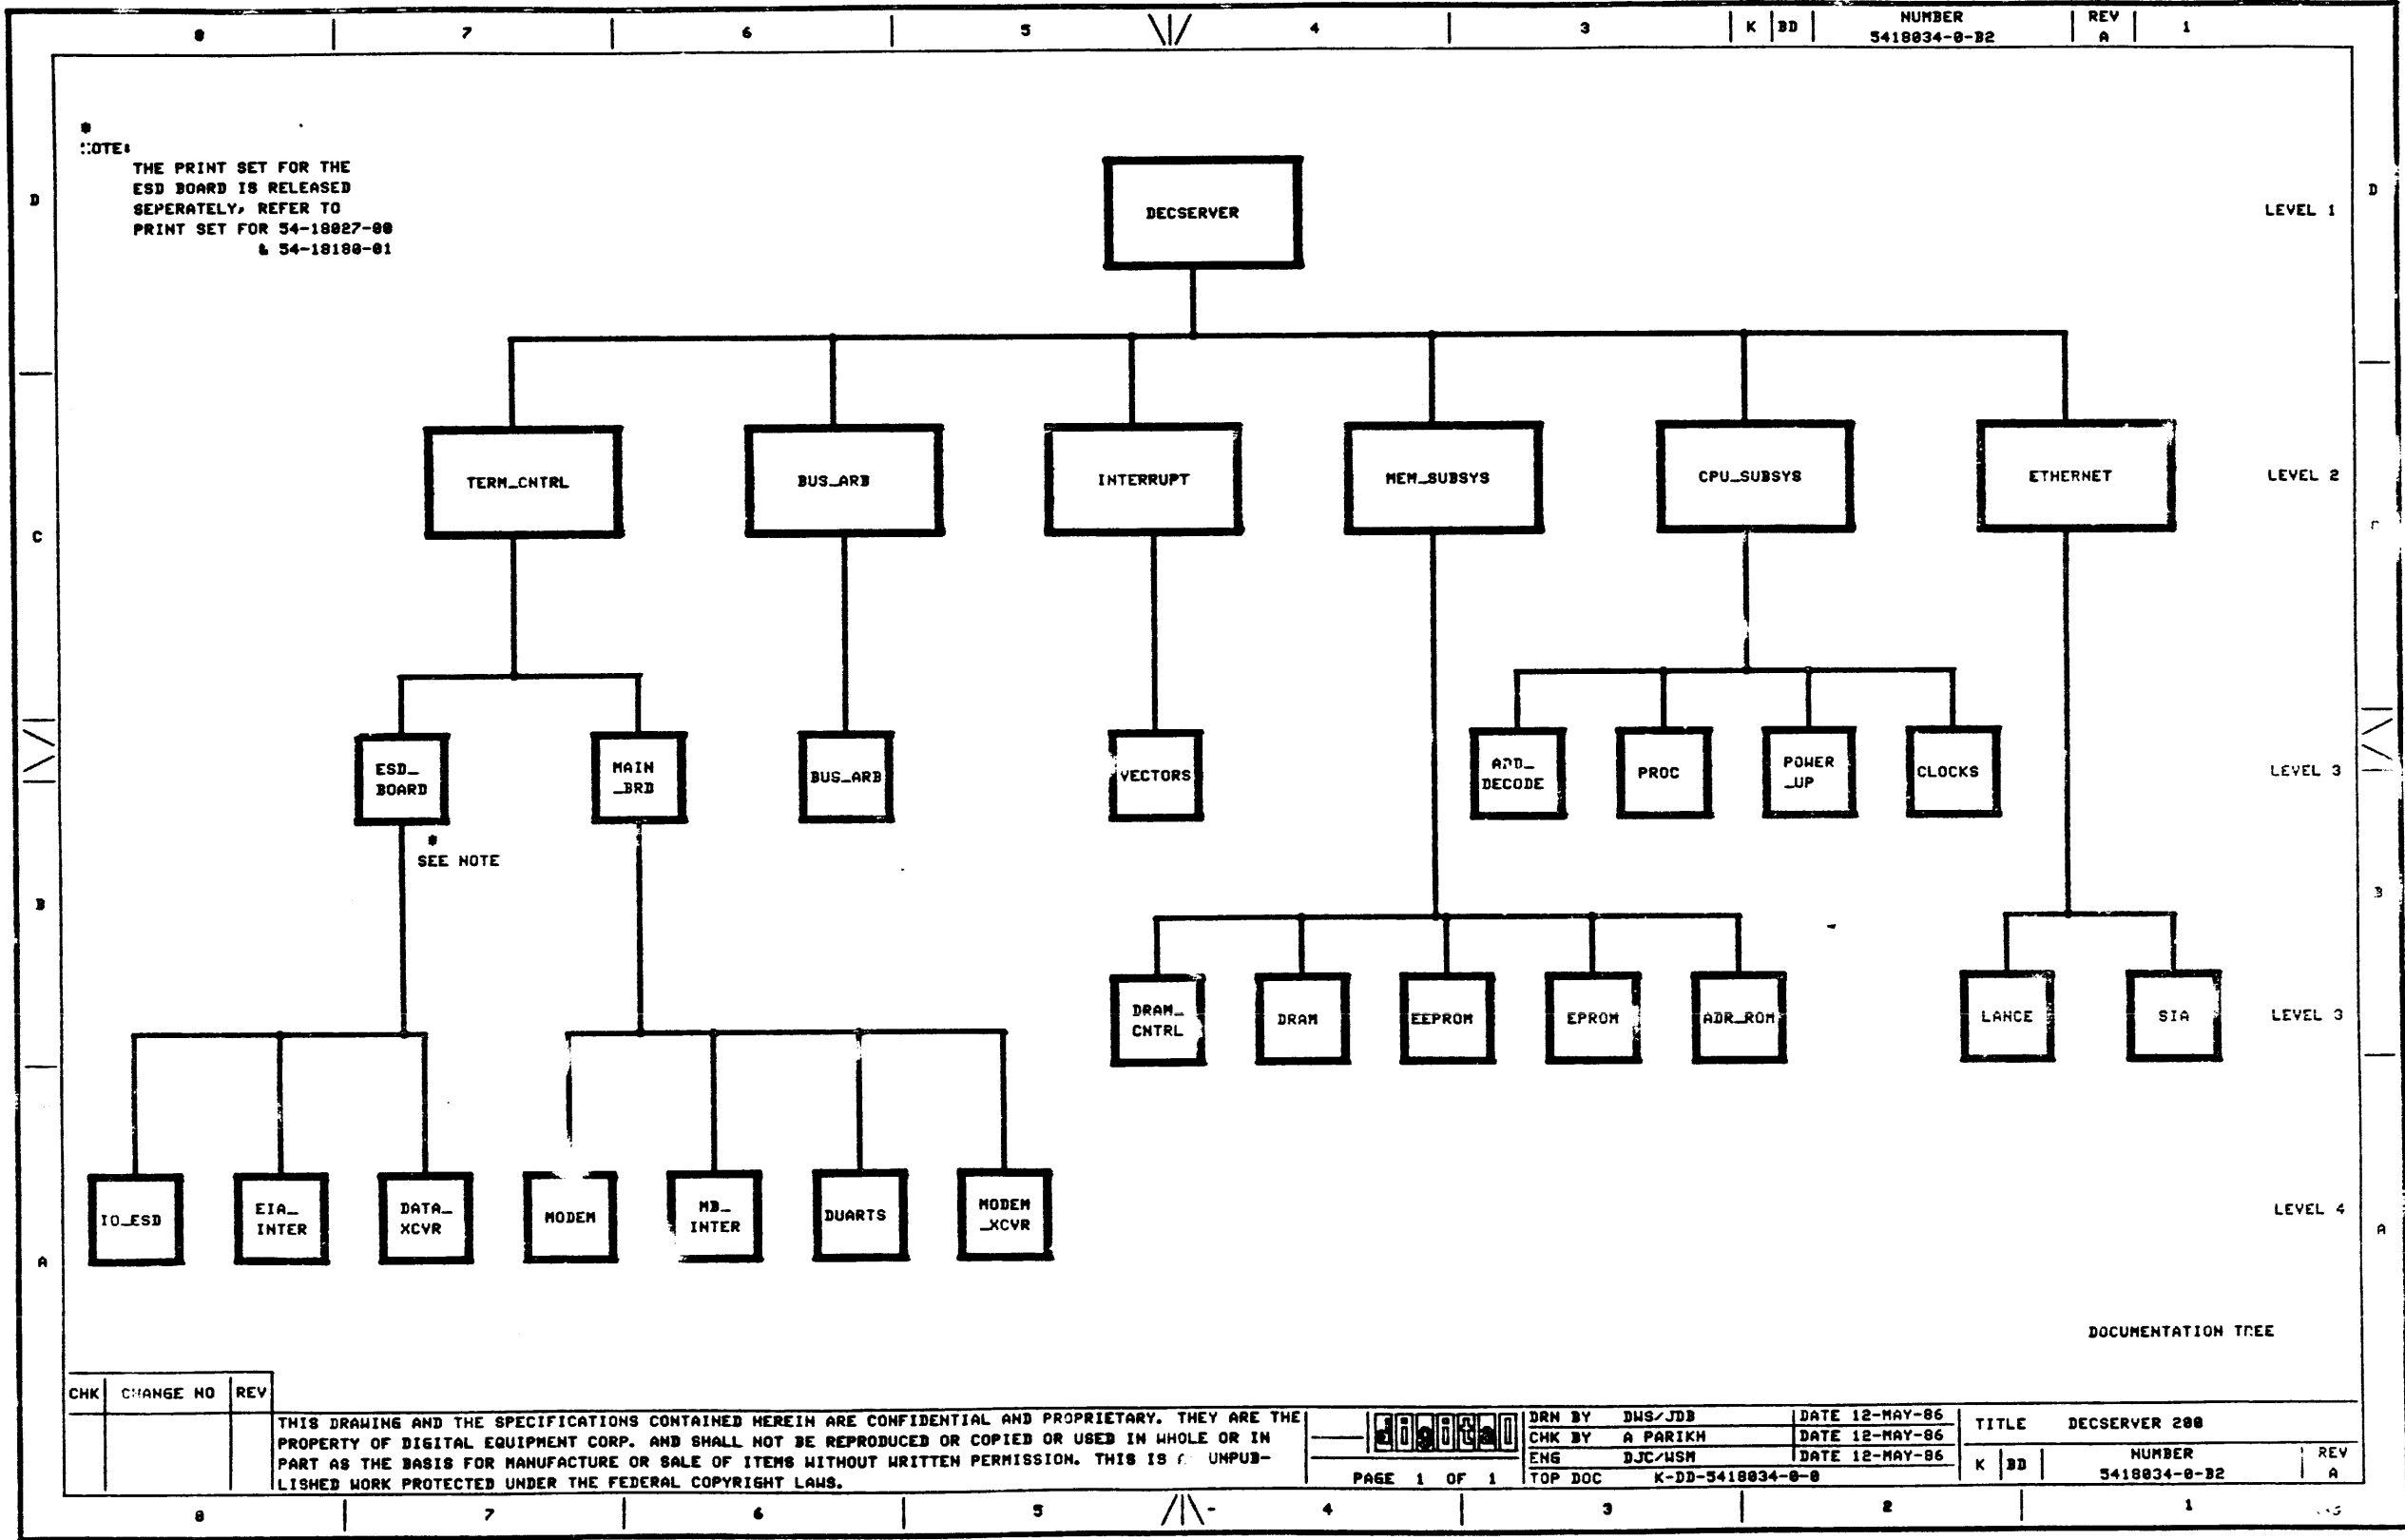 8 7 6 5 4 3 K BD NUMBER 5418034-0-B2 REV A 1
NOTE:
THE PRINT SET FOR THE
ESD BOARD IS RELEASED
SEPERATELY, REFER TO
PRINT SET FOR 54-18027-00
& 54-18180-01
D D
DECSERVER
LEVEL 1
TERM_CNTRL BUS_ARB INTERRUPT MEM_SUBSYS CPU_SUBSYS ETHERNET
LEVEL 2
C
ESD_
BOARD
MAIN
_BRD
BUS_ARB
VECTORS
ADD_
DECODE
PROC
POWER
_UP
CLOCKS
LEVEL 3
*
SEE NOTE
B B
DRAM_
CNTRL
DRAM
EEPROM
EPROM
ADR_ROM
LANCE
SIA
LEVEL 3
IO_ESD
EIA_
INTER
DATA_
XCVR
MODEM
MB_
INTER
DUARTS
MODEM
_XCVR
LEVEL 4
A A
DOCUMENTATION TREE
CHK CHANGE NO REV
THIS DRAWING AND THE SPECIFICATIONS CONTAINED HEREIN ARE CONFIDENTIAL AND PROPRIETARY. THEY ARE THE
PROPERTY OF DIGITAL EQUIPMENT CORP. AND SHALL NOT BE REPRODUCED OR COPIED OR USED IN WHOLE OR IN
PART AS THE BASIS FOR MANUFACTURE OR SALE OF ITEMS WITHOUT WRITTEN PERMISSION. THIS IS UNPUB-
LISHED WORK PROTECTED UNDER THE FEDERAL COPYRIGHT LAWS.
digital
PAGE 1 OF 1
DRN BY DWS/JDB DATE 12-MAY-86
CHK BY A PARIKH DATE 12-MAY-86
ENG DJC/WSM DATE 12-MAY-86
TOP DOC K-DD-5418034-0-0
TITLE DECSERVER 200
K BD NUMBER 5418034-0-B2 REV A
8 7 6 5 4 3 2 1